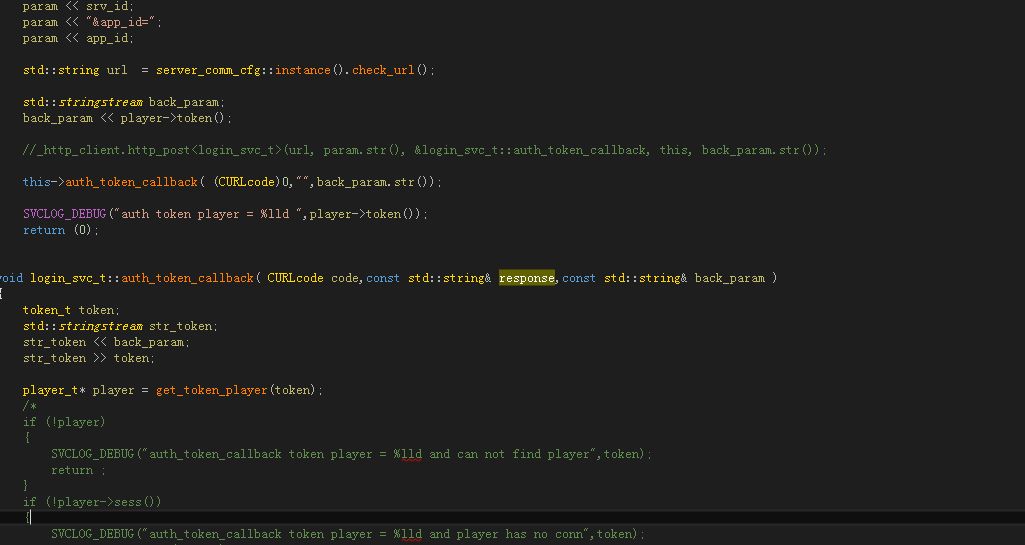 param << srv_id;
param << "&app_id=";
param << app_id;
std::string url  = server_comm_cfg::instance().check_url();
std::stringstream back_param;
back_param << player->token();
//_http_client.http_post<login_svc_t>(url, param.str(), &login_svc_t::auth_token_callback, this, back_param.str());
this->auth_token_callback( (CURLcode)0,"",back_param.str());
SVCLOG_DEBUG("auth token player = %lld ",player->token());
return (0);
void login_svc_t::auth_token_callback( CURLcode code,const std::string& response,const std::string& back_param )
{
token_t token;
std::stringstream str_token;
str_token << back_param;
str_token >> token;
player_t* player = get_token_player(token);
/*
if (!player)
{
SVCLOG_DEBUG("auth_token_callback token player = %lld and can not find player",token);
return ;
}
if (!player->sess())
{
SVCLOG_DEBUG("auth_token_callback token player = %lld and player has no conn",token);